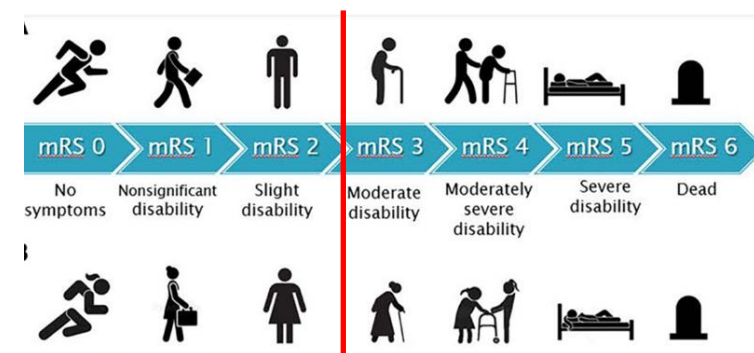 mRS 0 mRS 1 mRS 2 mRS 3 mRS 4 mRS 5 mRS 6
No
symptoms
Nonsignificant
disability
Slight
disability
Moderate
disability
Moderately
severe
disability
Severe
disability
Dead